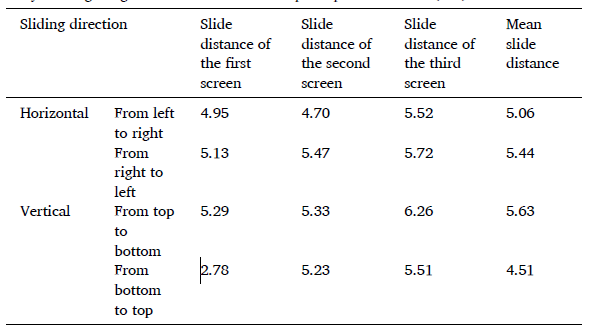 Sliding direction Slide Slide Slide Mean
distance of distance of distance of slide
the first the second the third distance
screen screen screen
Horizontal From left 4.95 4.70 5.52 5.06
to right
From 5.13 5.47 5.72 5.44
right to
left
Vertical From top 5.29 5.33 6.26 5.63
to
bottom
From 2.78 5.23 5.51 4.51
bottom
to top